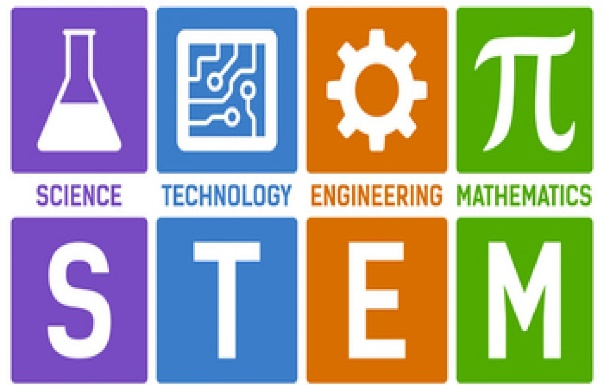 π
SCIENCE TECHNOLOGY ENGINEERING MATHEMATICS
S T E M